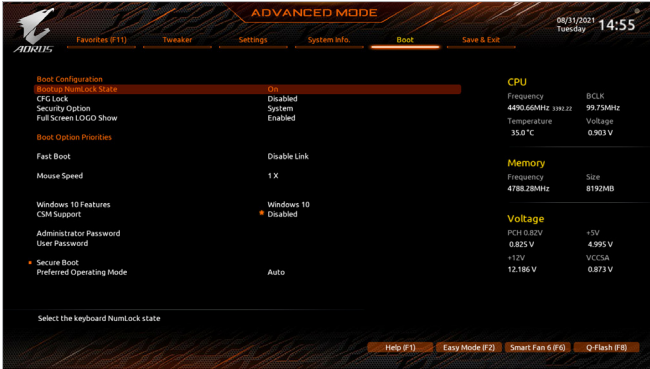 ADVANCED MODE
08/31/2021 14:55
Tuesday
AORUS
Favorites (F11) Tweaker Settings System Info. Boot Save & Exit
Boot Configuration
Bootup NumLock State On
CFG Lock Disabled
Security Option System
Full Screen LOGO Show Enabled
Boot Option Priorities
Fast Boot Disable Link
Mouse Speed 1 X
Windows 10 Features Windows 10
CSM Support Disabled
Administrator Password
User Password
Secure Boot
Preferred Operating Mode Auto
CPU
Frequency BCLK
4490.66MHz 3392.22 99.75MHz
Temperature Voltage
35.0 °C 0.903 V
Memory
Frequency Size
4788.28MHz 8192MB
Voltage
PCH 0.82V +5V
0.825 V 4.995 V
+12V VCCSA
12.186 V 0.873 V
Select the keyboard NumLock state
Help (F1) Easy Mode (F2) Smart Fan 6 (F6) Q-Flash (F8)